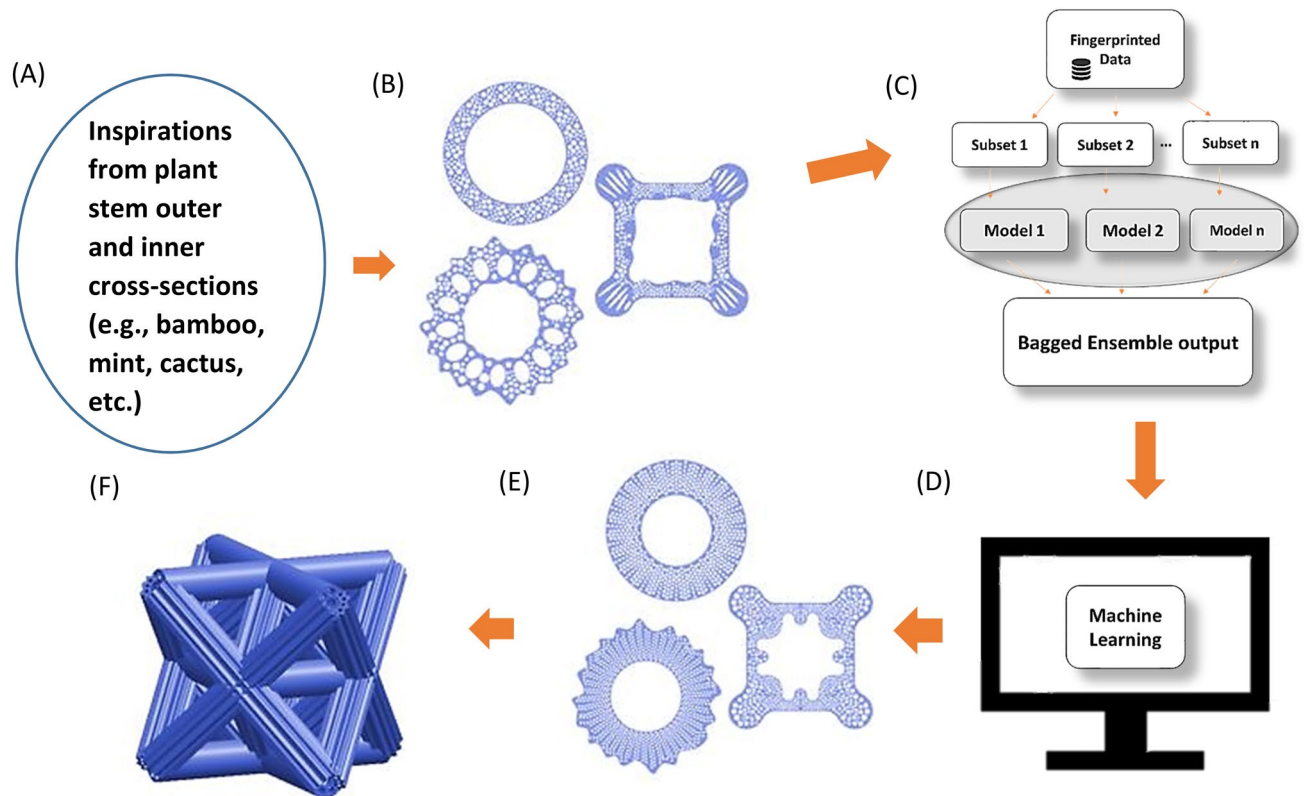 (A)
Inspirations
from plant
stem outer
and inner
cross-sections
(e.g., bamboo,
mint, cactus,
etc.)
(B)
(C)
Fingerprinted
Data
Subset 1
Subset 2
...
Subset n
Model 1
Model 2
Model n
Bagged Ensemble output
(D)
Machine
Learning
(E)
(F)